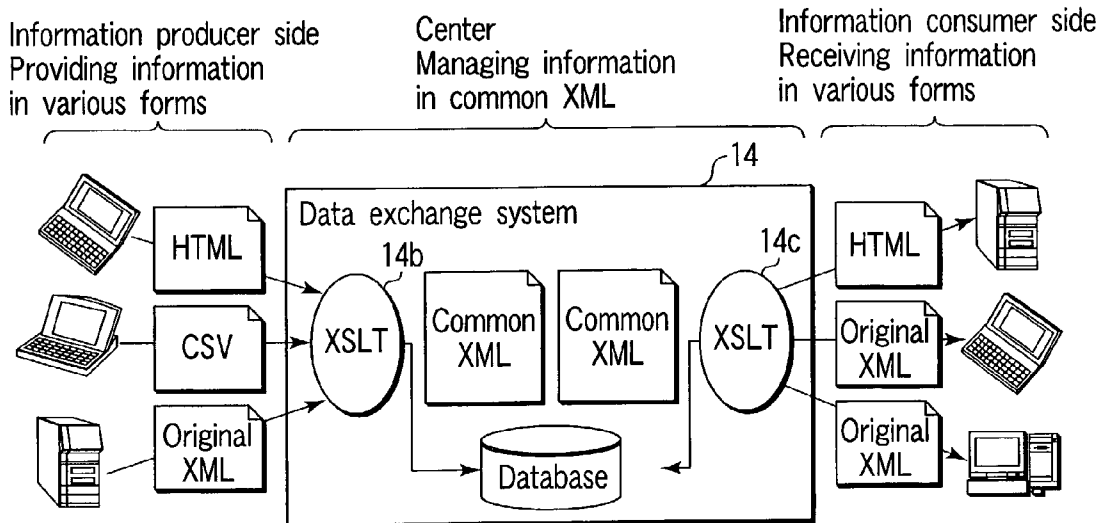 Information producer side
Providing information
in various forms
Center
Managing information
in common XML
Information consumer side
Receiving information
in various forms
14
Data exchange system
HTML
CSV
Original
XML
14b
XSLT
Common
XML
Common
XML
14c
XSLT
Database
HTML
Original
XML
Original
XML